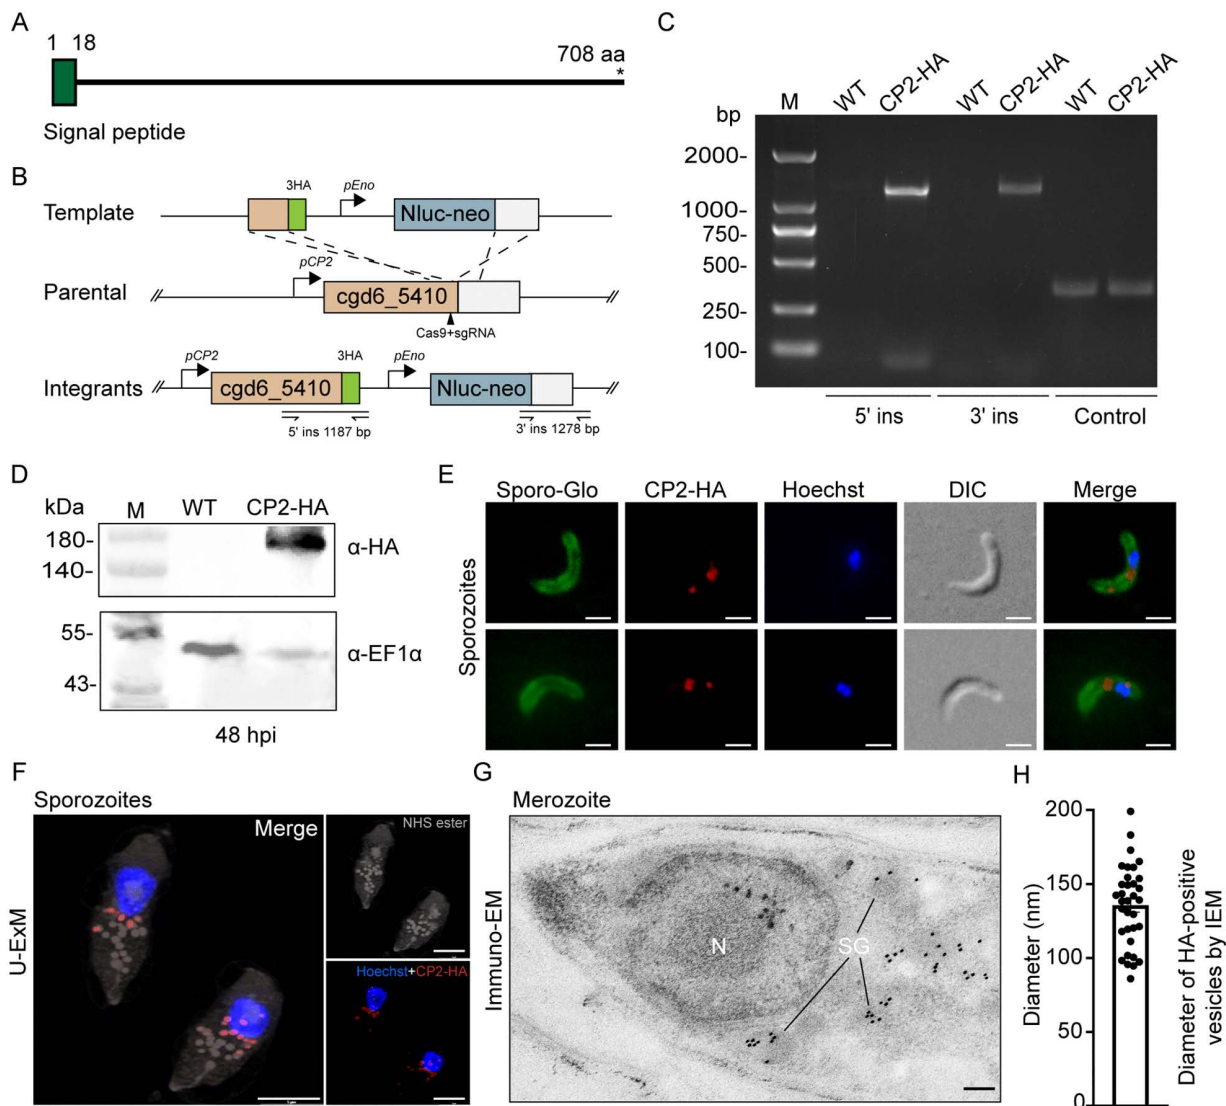 A
1 18
708 aa
*
Signal peptide
B
Template
3HA
pEno
Nluc-neo
Parental
pCP2
cgd6_5410
Cas9+sgRNA
Integrants
pCP2
3HA
pEno
cgd6_5410
Nluc-neo
5' ins 1187 bp
3' ins 1278 bp
C
bp
M
WT
CP2-HA
WT
CP2-HA
WT
CP2-HA
2000-
1000-
750-
500-
250-
100-
5' ins
3' ins
Control
D
kDa
M
WT
CP2-HA
180-
140-
α-HA
55-
43-
α-EF1α
48 hpi
E
Sporo-Glo
CP2-HA
Hoechst
DIC
Merge
Sporozoites
F
Sporozoites
U-ExM
Merge
NHS ester
Hoechst+CP2-HA
G
Merozoite
Immuno-EM
N
SG
H
Diameter (nm)
200
150
100
50
0
Diameter of HA-positive
vesicles by IEM